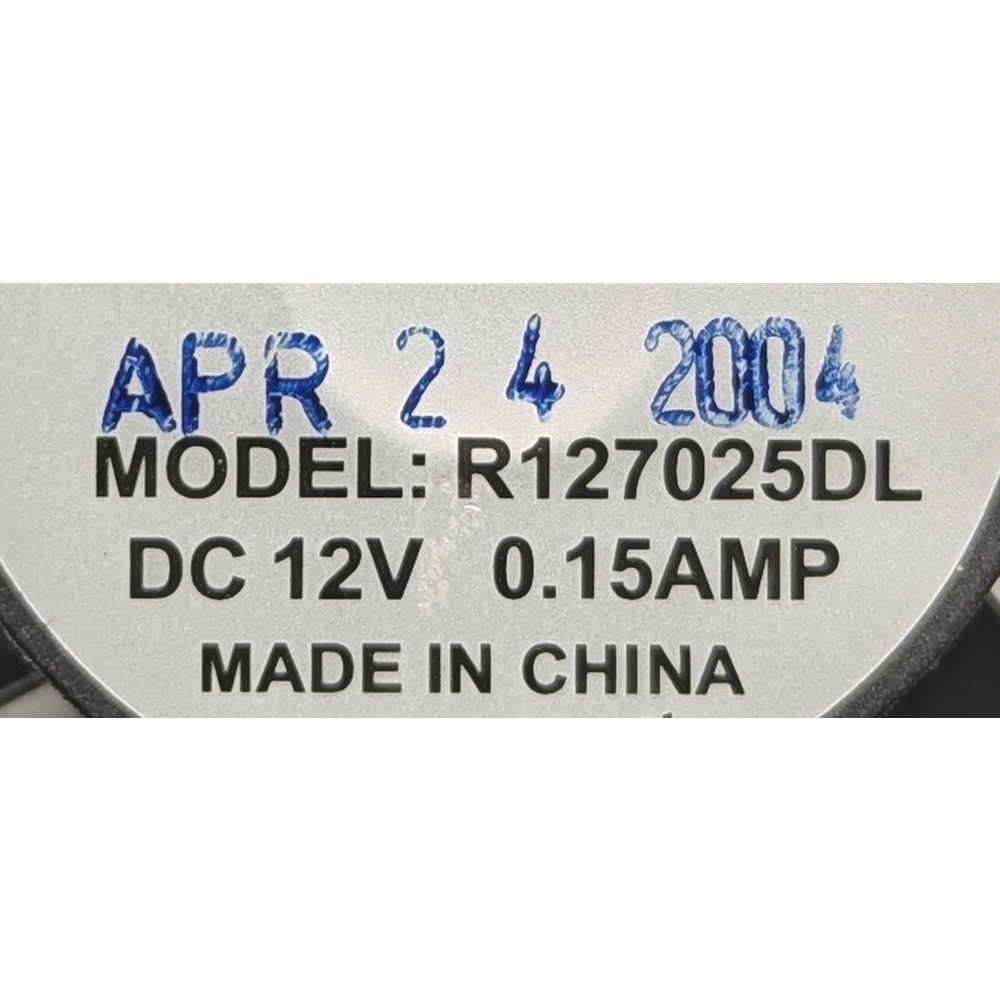 APR 2 4 2004
MODEL: R127025DL
DC 12V 0.15AMP
MADE IN CHINA